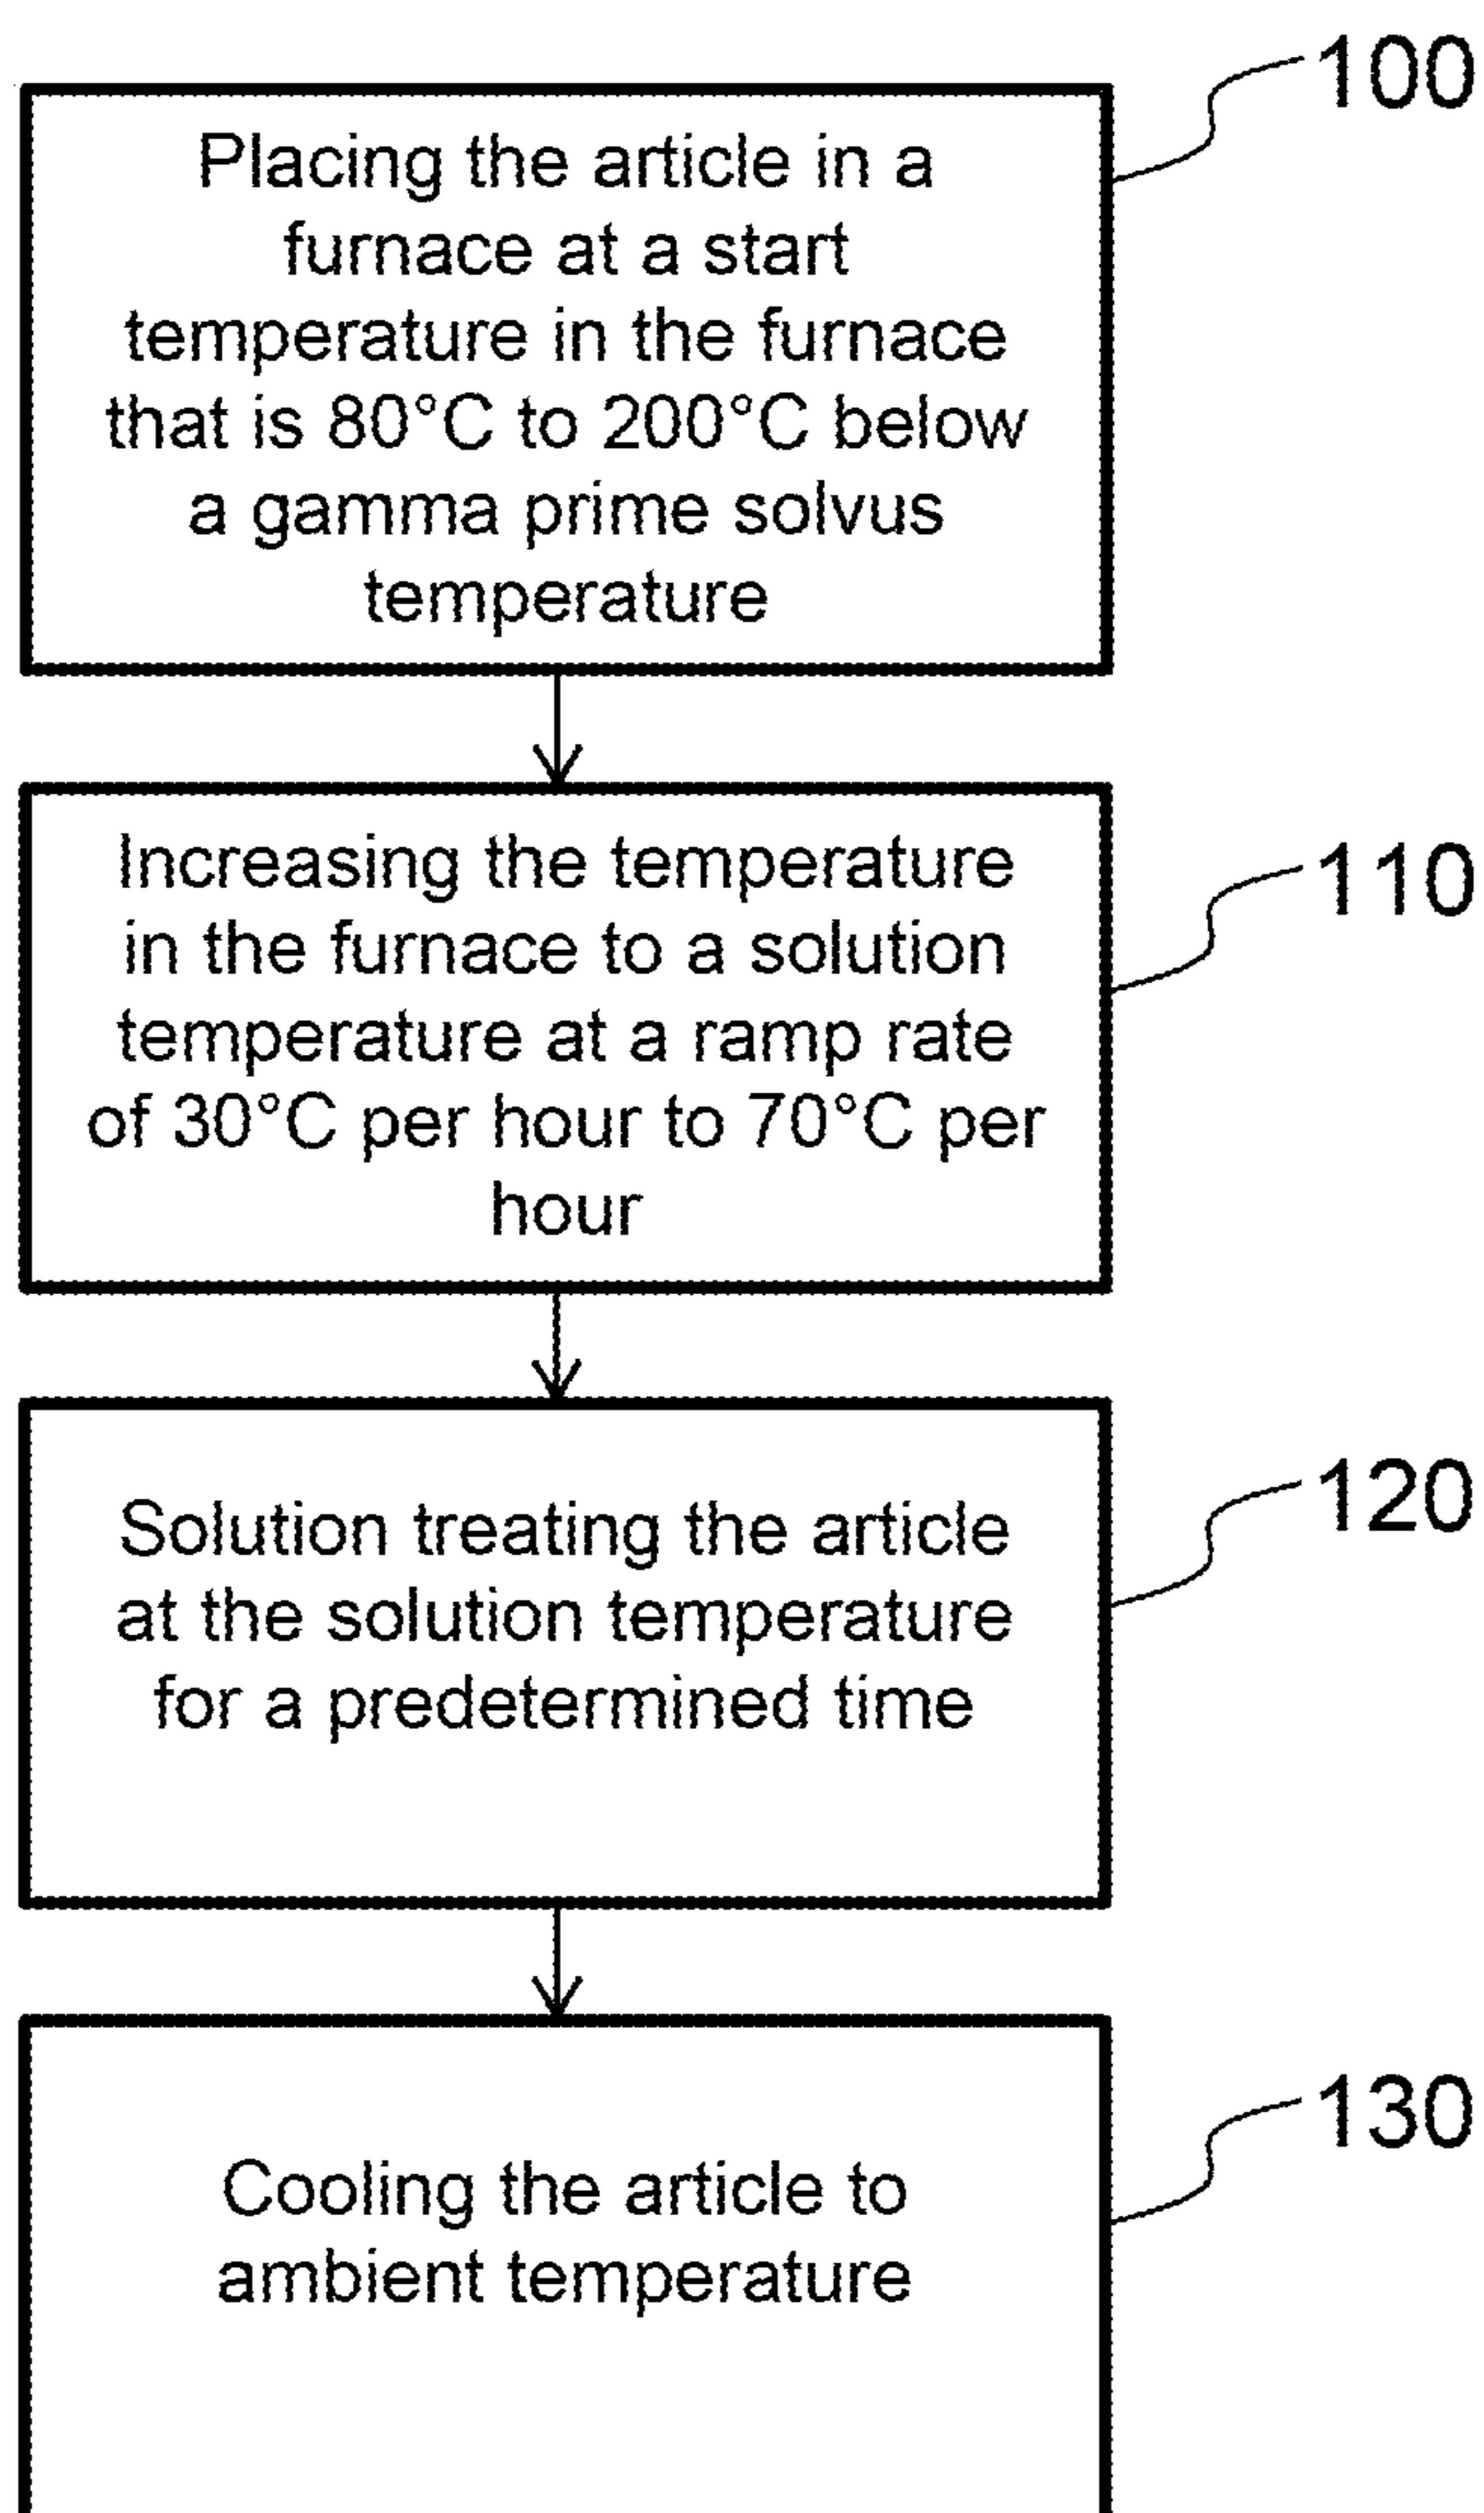 100
Placing the article in a
furnace at a start
temperature in the furnace
that is 80°C to 200°C below
a gamma prime solvus
temperature
110
Increasing the temperature
in the furnace to a solution
temperature at a ramp rate
of 30°C per hour to 70°C per
hour
120
Solution treating the article
at the solution temperature
for a predetermined time
130
Cooling the article to
ambient temperature